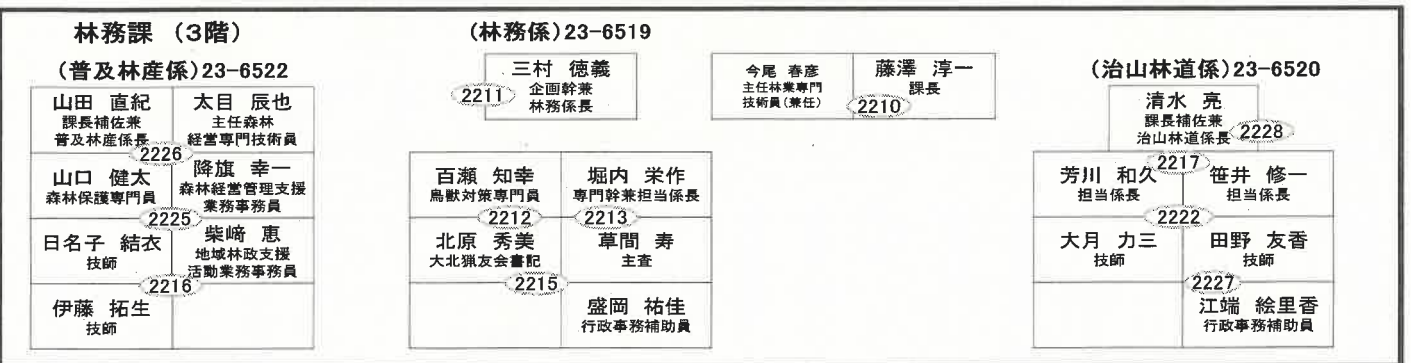 林務課 (3階)
(普及林産係)23-6522
山田 直紀
課長補佐兼
普及林産係長
太目 辰也
主任森林
経営専門技術員
2226
山口 健太
森林保護専門員
降旗 幸一
森林経営管理支援
業務事務員
2225
日名子 結衣
技師
柴﨑 恵
地域林政支援
活動業務事務員
2216
伊藤 拓生
技師
(林務係)23-6519
2211
三村 徳義
企画幹兼
林務係長
今尾 春彦
主任林業専門
技術員(兼任)
藤澤 淳一
課長
2210
百瀬 知幸
鳥獣対策専門員
堀内 栄作
専門幹兼担当係長
2212
2213
北原 秀美
大北猟友会書記
草間 寿
主査
2215
盛岡 祐佳
行政事務補助員
(治山林道係)23-6520
清水 亮
課長補佐兼
治山林道係長
2228
2217
芳川 和久
担当係長
笹井 修一
担当係長
2222
大月 力三
技師
田野 友香
技師
2227
江端 絵里香
行政事務補助員